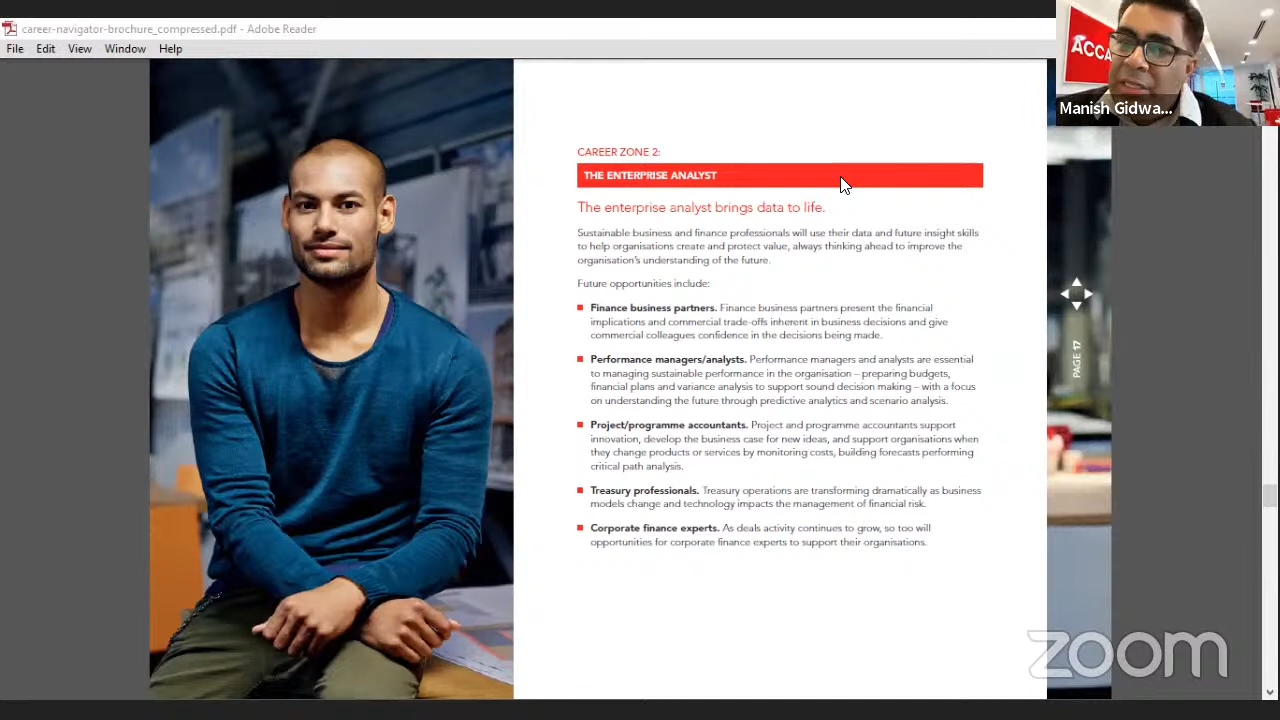 career-navigator-brochure_compressed.pdf - Adobe Reader
File Edit View Window Help
ACCA
Manish Gidwa...
CAREER ZONE 2:
THE ENTERPRISE ANALYST
The enterprise analyst brings data to life.
Sustainable business and finance professionals will use their data and future insight skills
to help organisations create and protect value, always thinking ahead to improve the
organisation's understanding of the future.
Future opportunities include:
Finance business partners. Finance business partners present the financial
implications and commercial trade-offs inherent in business decisions and give
commercial colleagues confidence in the decisions being made.
Performance managers/analysts. Performance managers and analysts are essential
to managing sustainable performance in the organisation – preparing budgets,
financial plans and variance analysis to support sound decision making – with a focus
on understanding the future through predictive analytics and scenario analysis.
Project/programme accountants. Project and programme accountants support
innovation, develop the business case for new ideas, and support organisations when
they change products or services by monitoring costs, building forecasts performing
critical path analysis.
Treasury professionals. Treasury operations are transforming dramatically as business
models change and technology impacts the management of financial risk.
Corporate finance experts. As deals activity continues to grow, so too will
opportunities for corporate finance experts to support their organisations.
PAGE 17
zoom